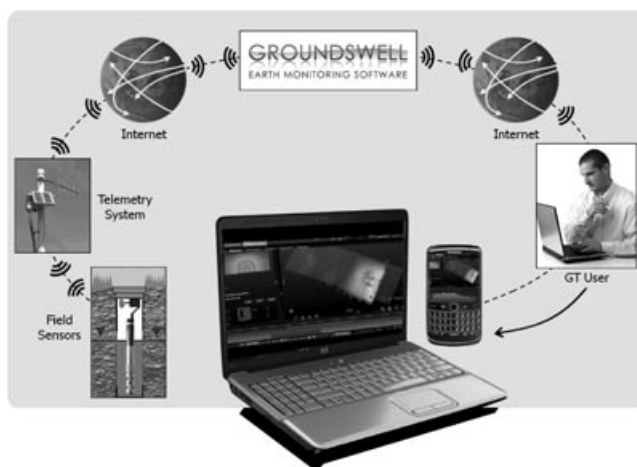 GROUNDSWELL
EARTH MONITORING SOFTWARE
Internet
Internet
Telemetry
System
GT User
Field
Sensors